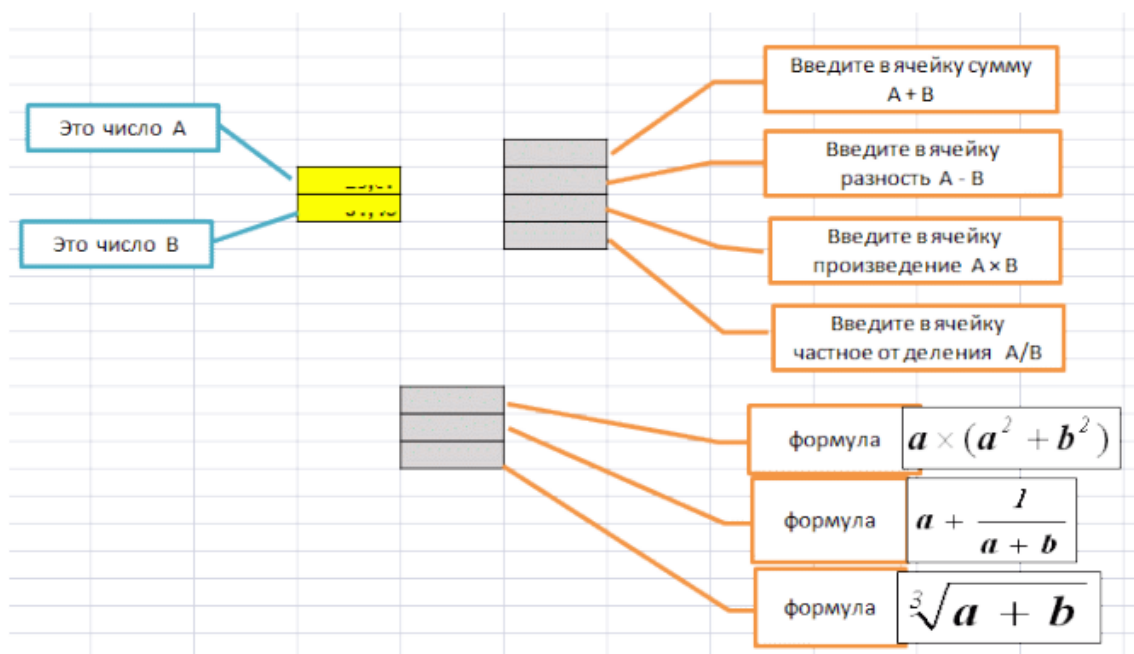 Введите в ячейку сумму
A + B
Это число A
Введите в ячейку
разность A - B
Это число B
Введите в ячейку
произведение A × B
Введите в ячейку
частное от деления A/B
формула a × (a² + b²)
формула a + 1/(a + b)
формула ∛(a + b)